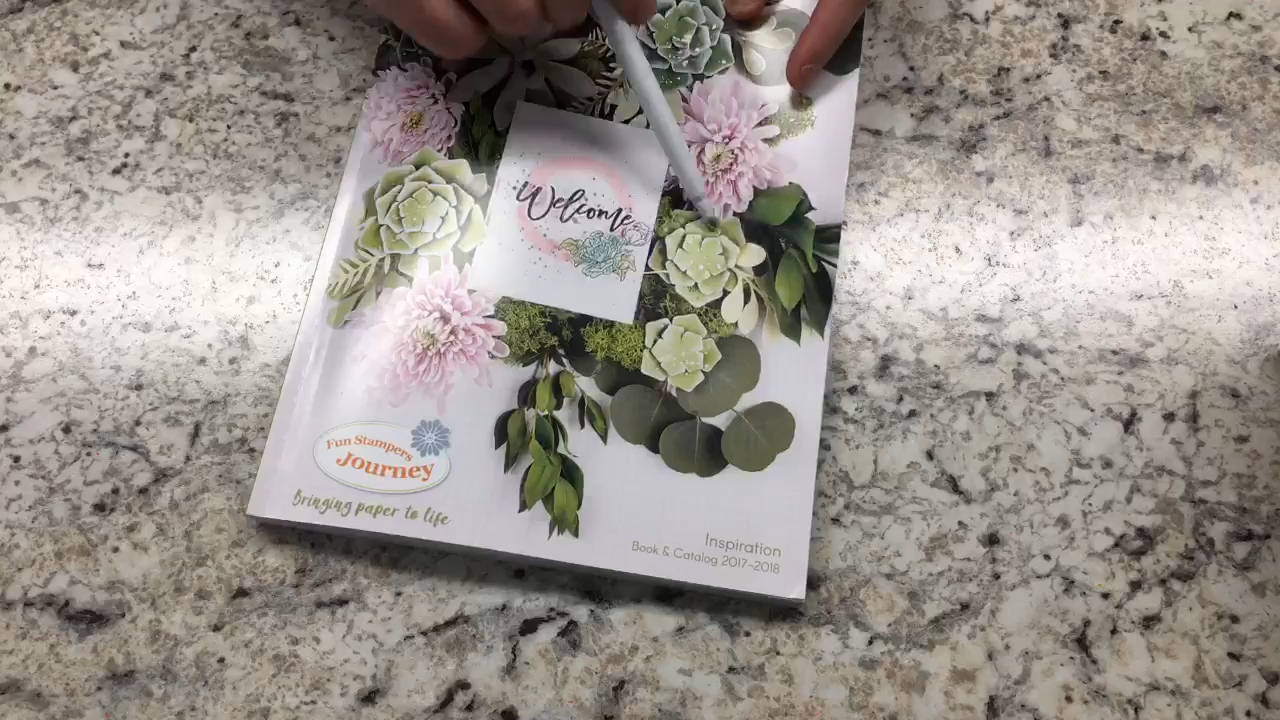 Welcome
Fun Stampers
Journey
Bringing paper to life
Inspiration
Book & Catalog 2017-2018